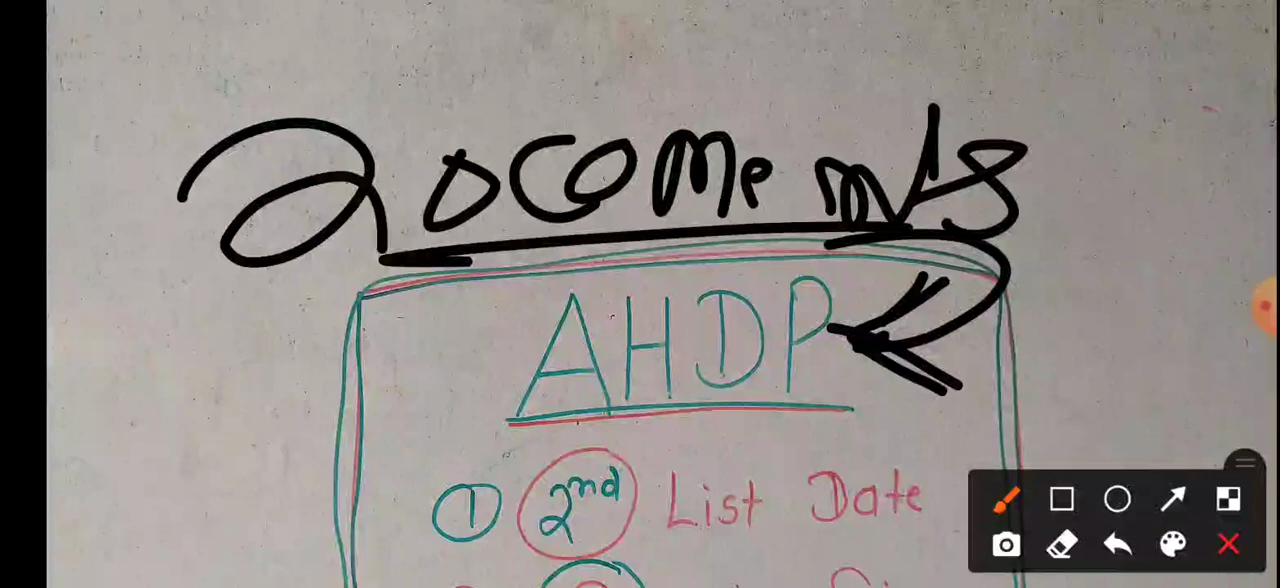 Documents
AHDP
① 2nd List Date